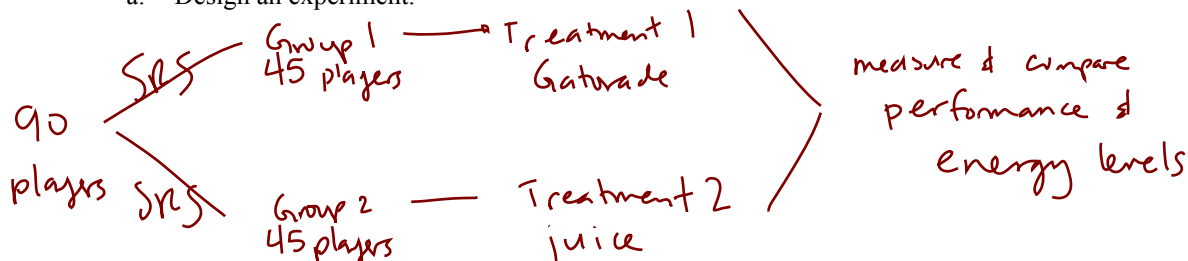 a. Design an experiment.
90 players
SRS
SRS
Group 1
45 players
Treatment 1
Gatorade
Group 2
45 players
Treatment 2
juice
measure & compare
performance &
energy levels